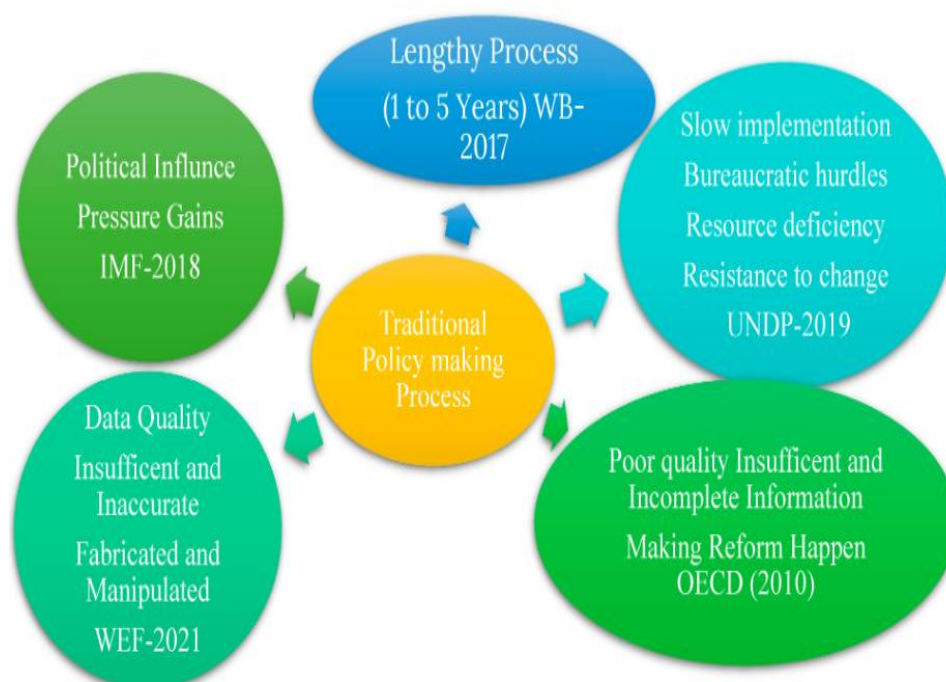 Lengthy Process
(1 to 5 Years) WB-
2017
Political Influnce
Pressure Gains
IMF-2018
Slow implementation
Bureaucratic hurdles
Resource deficiency
Resistance to change
UNDP-2019
Traditional
Policy making
Process
Data Quality
Insufficent and
Inaccurate
Fabricated and
Manipulated
WEF-2021
Poor quality Insufficent and
Incomplete Information
Making Reform Happen
OECD (2010)